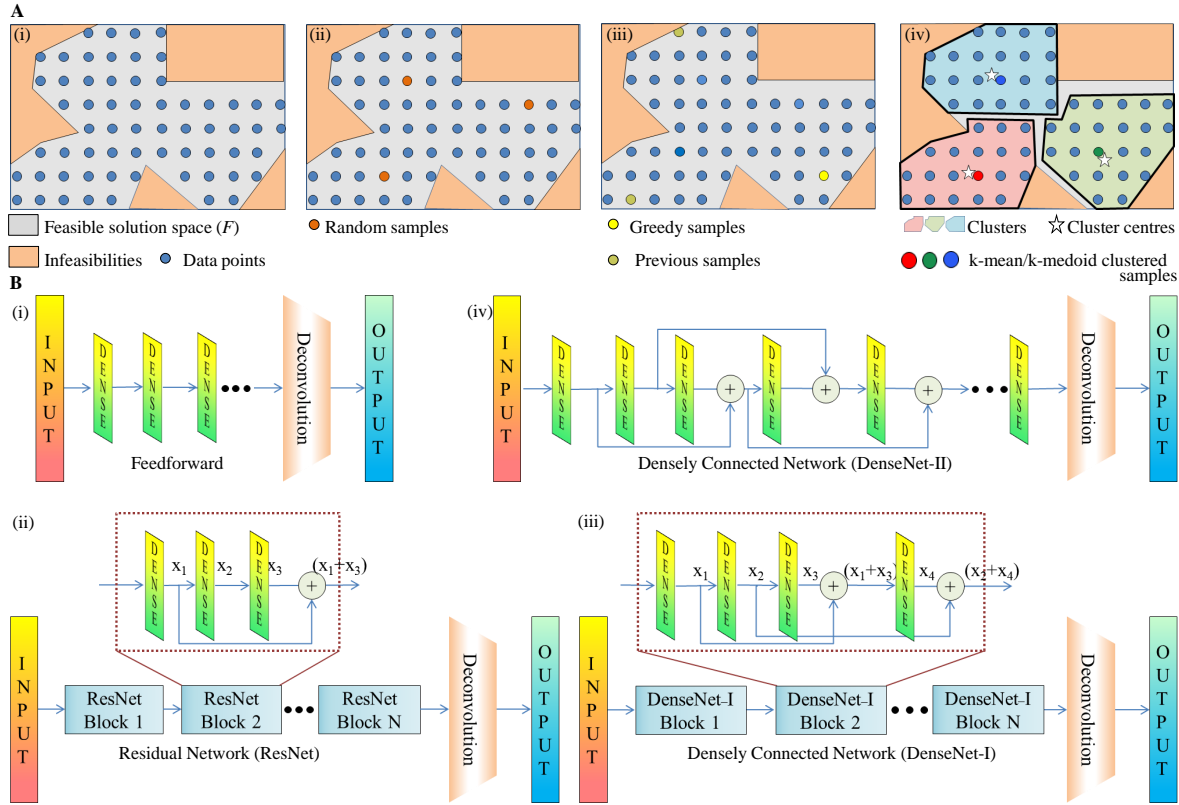 A
(i)
(ii)
(iii)
(iv)
Feasible solution space (F)
Random samples
Greedy samples
Clusters
Cluster centres
Infeasibilities
Data points
Previous samples
k-mean/k-medoid clustered
samples
B
(i)
INPUT
DENSE
DENSE
DENSE
Deconvolution
OUTPUT
Feedforward
(iv)
INPUT
DENSE
DENSE
DENSE
+
DENSE
+
DENSE
+
DENSE
Deconvolution
OUTPUT
Densely Connected Network (DenseNet-II)
(ii)
DENSE
x1
DENSE
x2
DENSE
x3
+
(x1+x3)
INPUT
ResNet
Block 1
ResNet
Block 2
ResNet
Block N
Deconvolution
OUTPUT
Residual Network (ResNet)
(iii)
DENSE
x1
DENSE
x2
DENSE
x3
+
(x1+x3)
DENSE
x4
+
(x2+x4)
INPUT
DenseNet-I
Block 1
DenseNet-I
Block 2
DenseNet-I
Block N
Deconvolution
OUTPUT
Densely Connected Network (DenseNet-I)